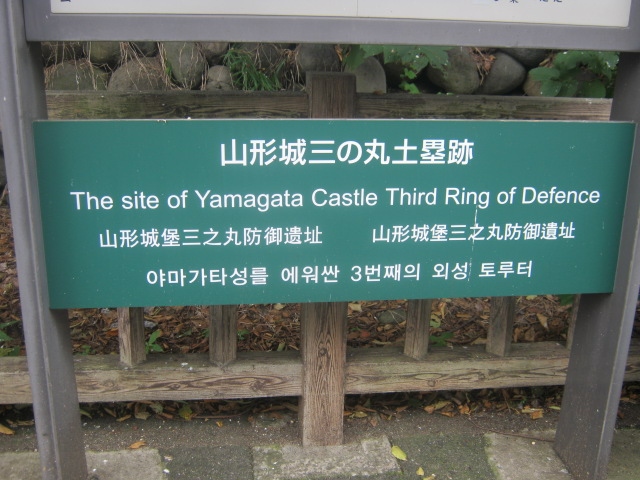 山形城三の丸土塁跡
The site of Yamagata Castle Third Ring of Defence
山形城堡三之丸防御遺址 山形城堡三之丸防御遺址
야마가타성를 에워싼 3번째의 외성 토루터